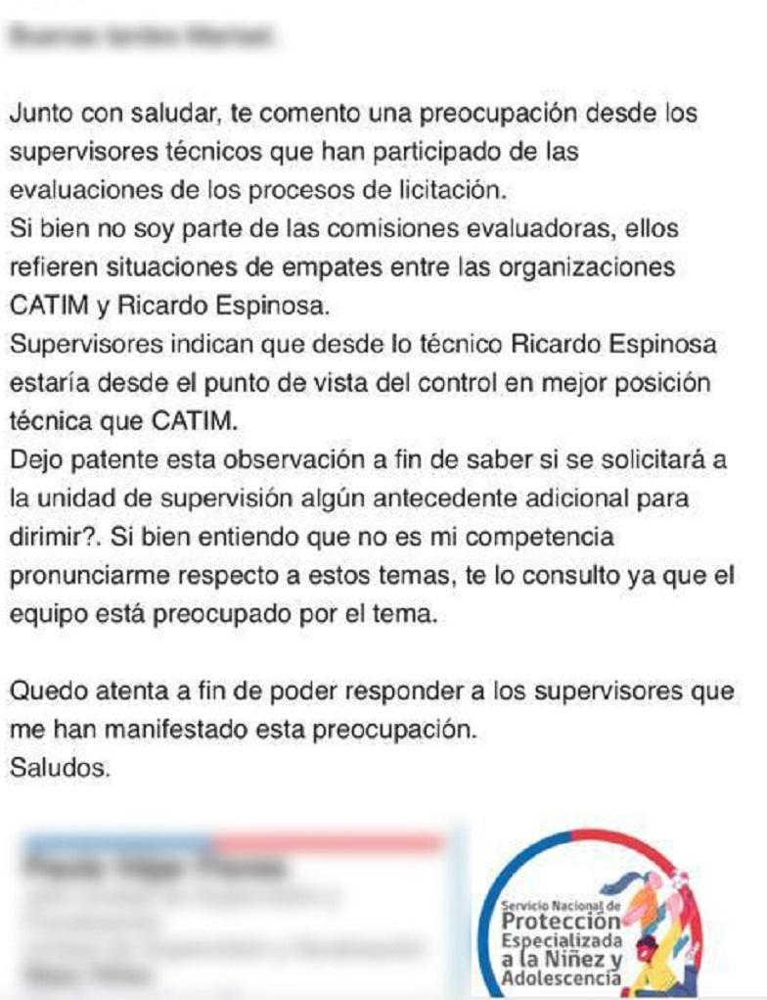 Junto con saludar, te comento una preocupación desde los
supervisores técnicos que han participado de las
evaluaciones de los procesos de licitación.
Si bien no soy parte de las comisiones evaluadoras, ellos
refieren situaciones de empates entre las organizaciones
CATIM y Ricardo Espinosa.
Supervisores indican que desde lo técnico Ricardo Espinosa
estaría desde el punto de vista del control en mejor posición
técnica que CATIM.
Dejo patente esta observación a fin de saber si se solicitará a
la unidad de supervisión algún antecedente adicional para
dirimir?. Si bien entiendo que no es mi competencia
pronunciarme respecto a estos temas, te lo consulto ya que el
equipo está preocupado por el tema.
Quedo atenta a fin de poder responder a los supervisores que
me han manifestado esta preocupación.
Saludos.
Servicio Nacional de
Protección
Especializada
a la Niñez y
Adolescencia